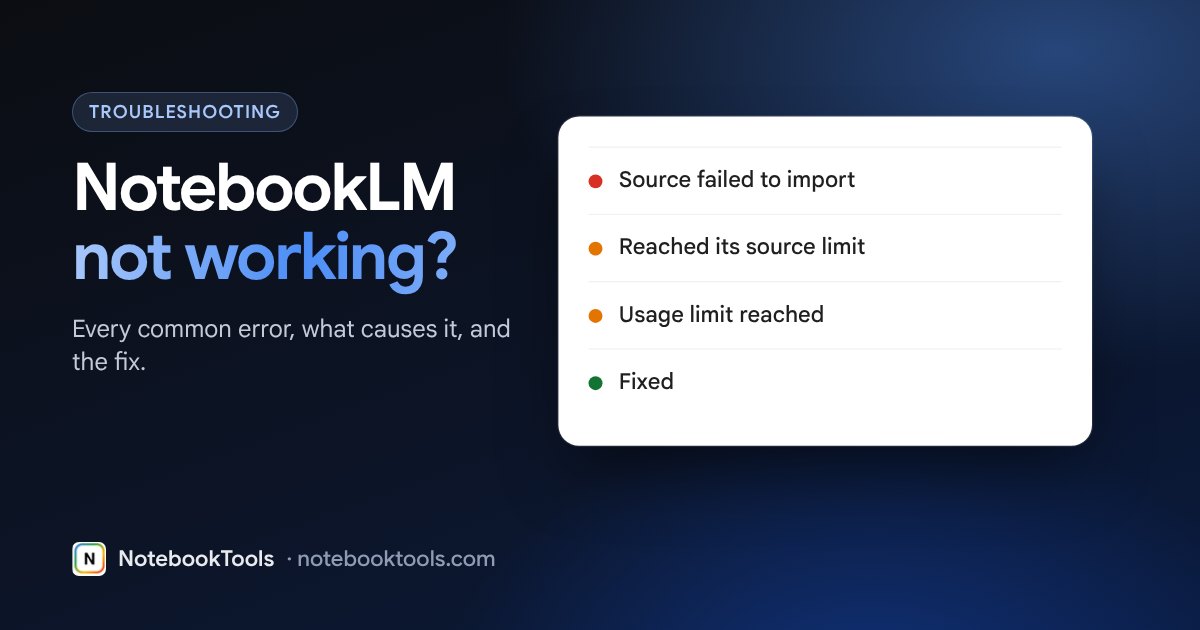 TROUBLESHOOTING
NotebookLM
not working?
Every common error, what causes it, and
the fix.
Source failed to import
Reached its source limit
Usage limit reached
Fixed
N NotebookTools · notebooktools.com